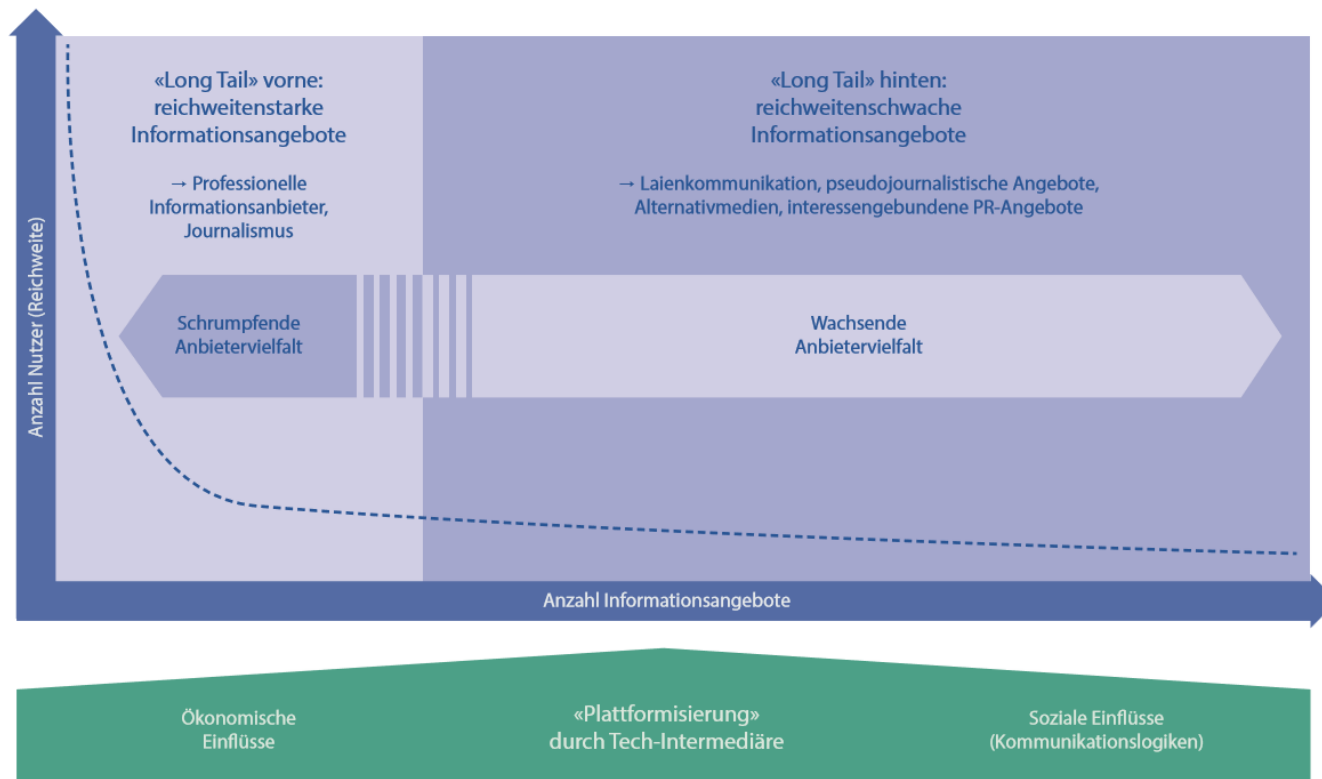 Anzahl Nutzer (Reichweite)
«Long Tail» vorne:
reichweitenstarke
Informationsangebote
→ Professionelle
Informationsanbieter,
Journalismus
«Long Tail» hinten:
reichweitenschwache
Informationsangebote
→ Laienkommunikation, pseudojournalistische Angebote,
Alternativmedien, interessengebundene PR-Angebote
Schrumpfende
Anbietervielfalt
Wachsende
Anbietervielfalt
Anzahl Informationsangebote
Ökonomische
Einflüsse
«Plattformisierung»
durch Tech-Intermediäre
Soziale Einflüsse
(Kommunikationslogiken)